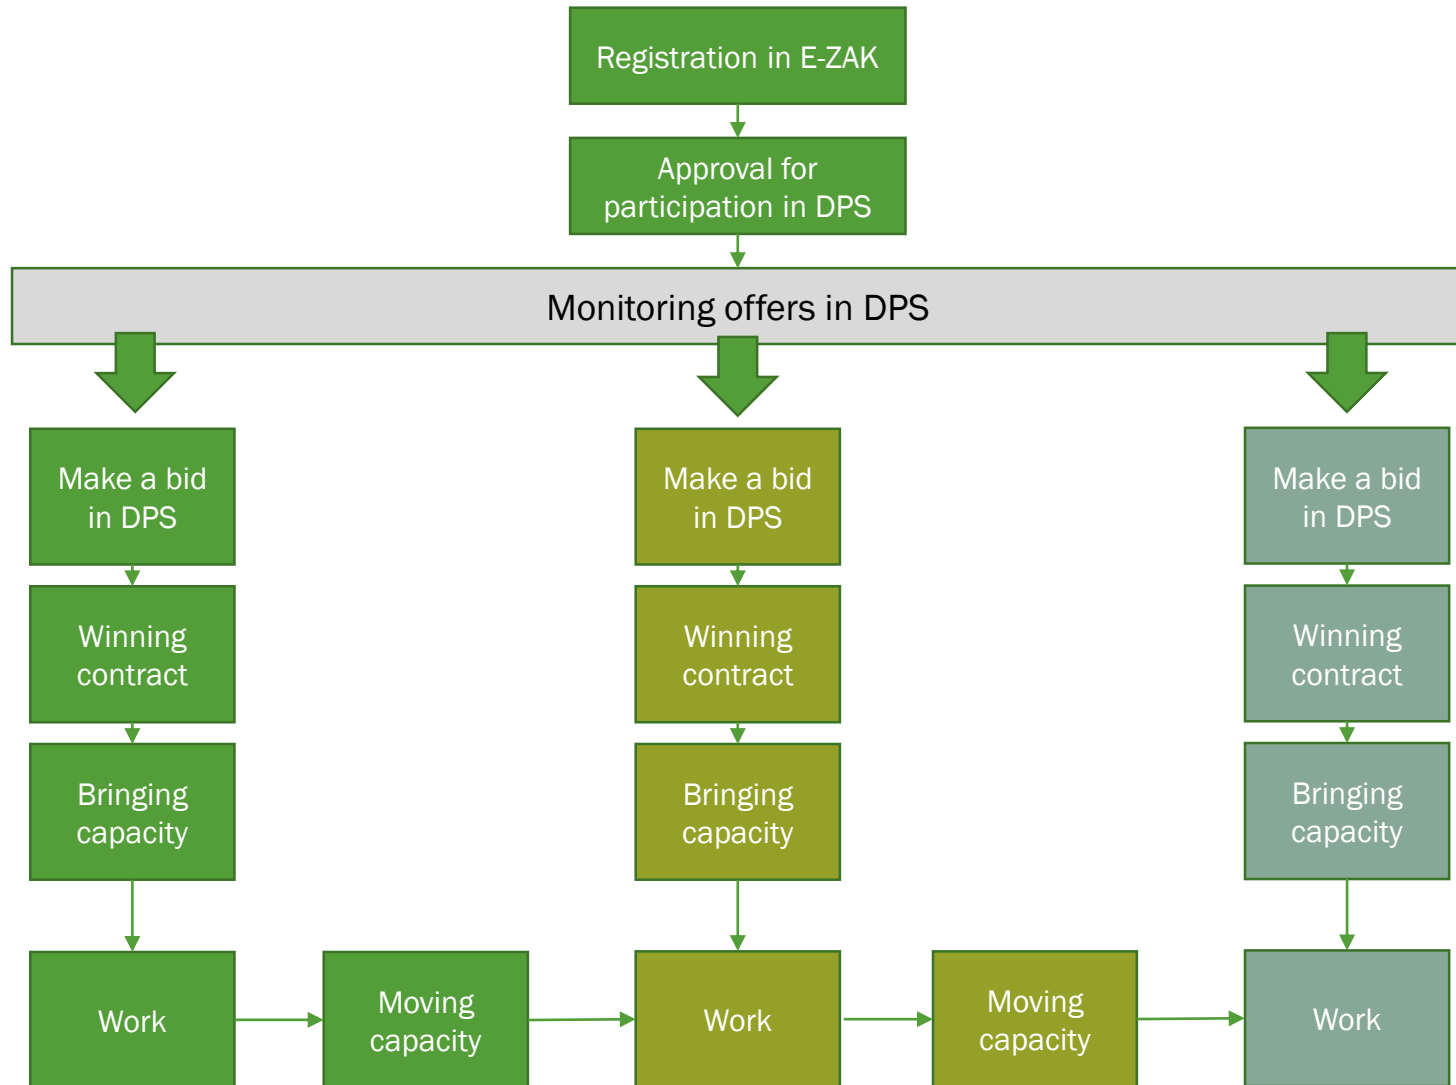 Registration in E-ZAK
Approval for
participation in DPS
Monitoring offers in DPS
Make a bid
in DPS
Make a bid
in DPS
Make a bid
in DPS
Winning
contract
Winning
contract
Winning
contract
Bringing
capacity
Bringing
capacity
Bringing
capacity
Work
Moving
capacity
Work
Moving
capacity
Work